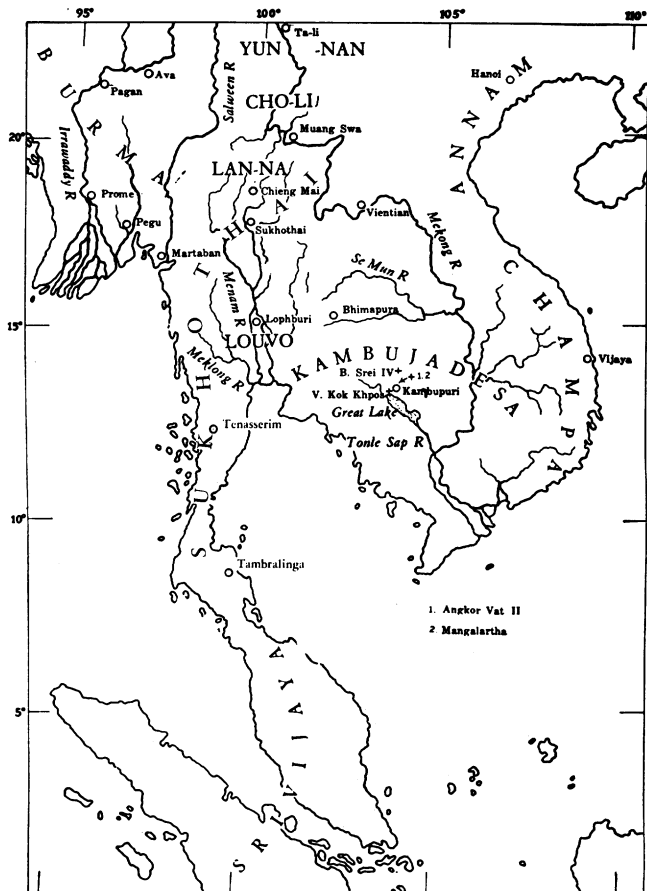 95°
100°
105°
110°
Ta-li
YUN-NAN
BURMA
Ava
Pagan
Hanoi
ANNAM
Salween R
CHO-LI
20°
Muang Swa
Irrawaddy R
LAN-NA
Chieng Mai
Prome
Vientian
Mekong R
Pegu
Sukhothai
SUKHOTHAI
Martaban
Se Mun R
CHAMPA
Menam R
Bhimapura
15°
Lophburi
LOUVO
Vijaya
Meklong R
KAMBUJADESA
B. Srei IV+
+1.2
V. Kok Khpos
Kambupuri
Great Lake
Tenasserim
Tonle Sap R
10°
Tambralinga
1. Angkor Vat II
2. Mangalartha
5°
SRI VIJAYA